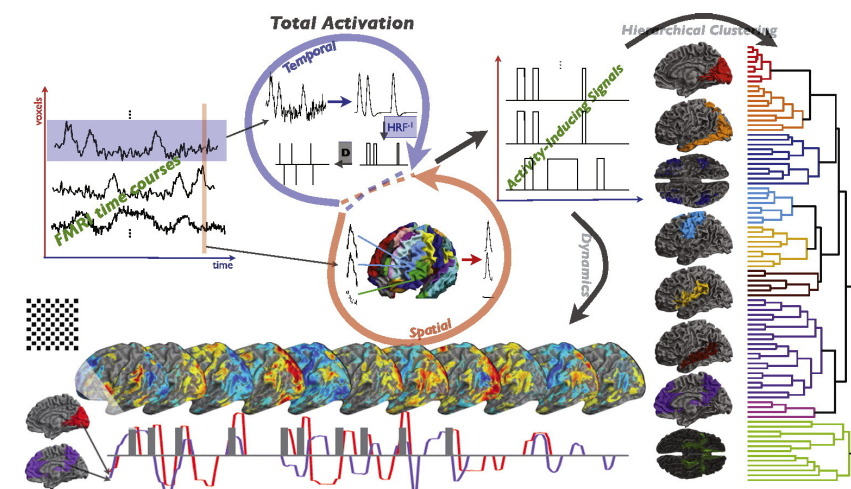 Total Activation
Hierarchical Clustering
Temporal
voxels
HRF-1
D
FMRI time courses
time
Activity-Inducing Signals
Dynamics
Spatial